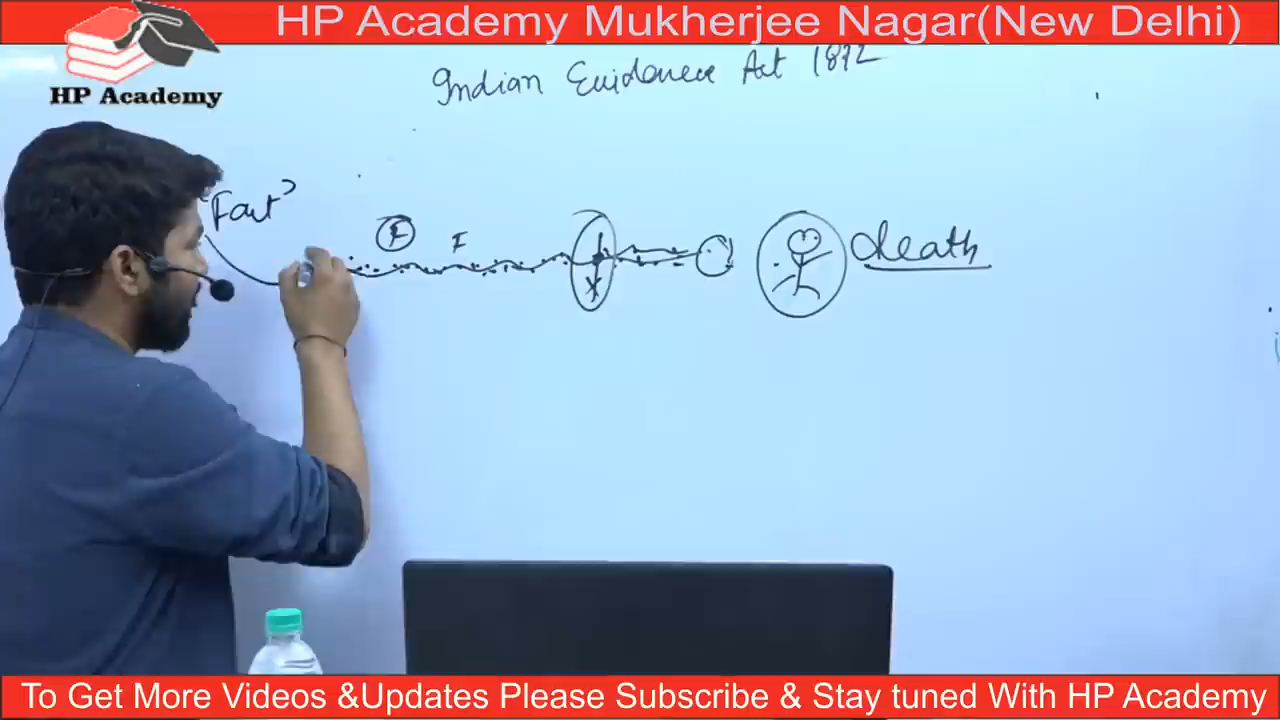 HP Academy Mukherjee Nagar(New Delhi)
HP Academy
Indian Evidence Act 1872
"Fact"
F F
X
death
To Get More Videos &Updates Please Subscribe & Stay tuned With HP Academy